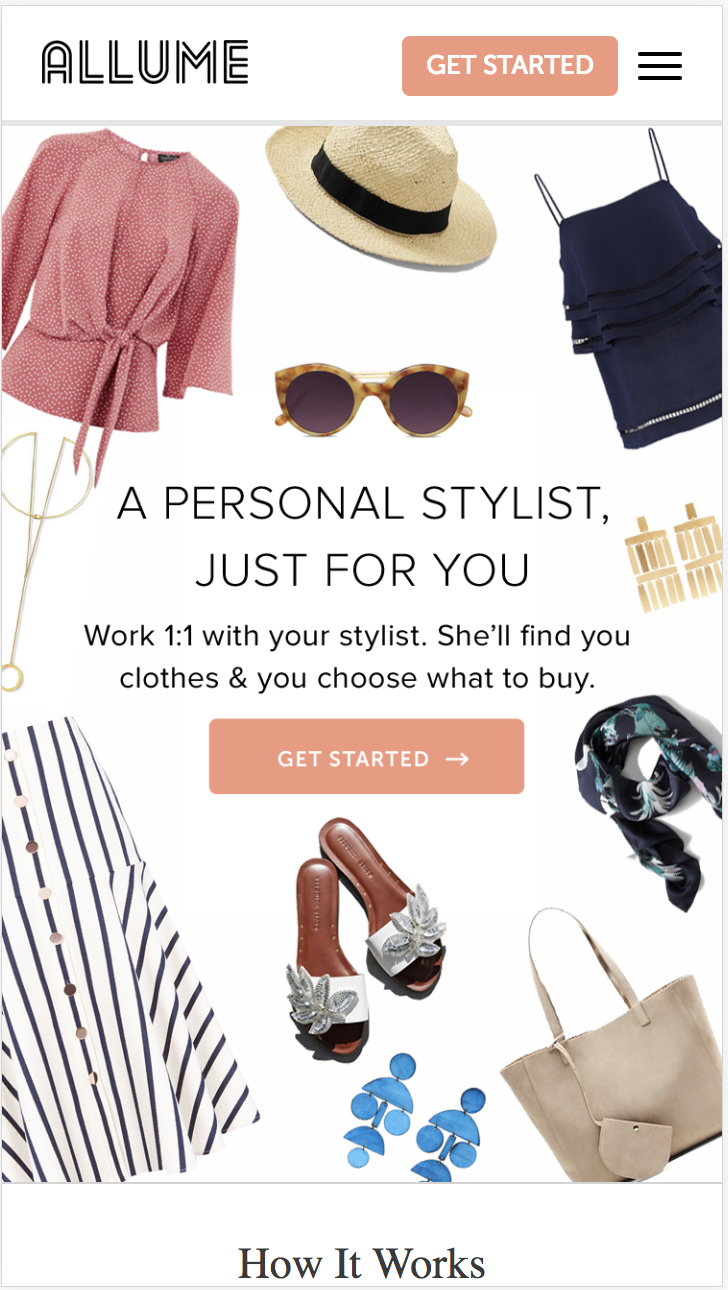 ALLUME
GET STARTED
A PERSONAL STYLIST,
JUST FOR YOU
Work 1:1 with your stylist. She’ll find you
clothes & you choose what to buy.
GET STARTED →
How It Works